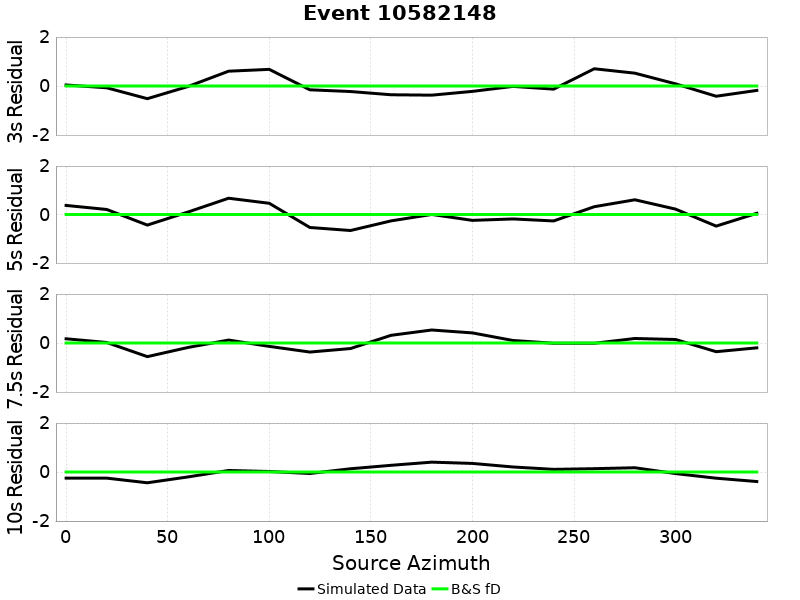 Event 10582148
3s Residual
2
0
-2
5s Residual
2
0
-2
7.5s Residual
2
0
-2
10s Residual
2
0
-2
0 50 100 150 200 250 300
Source Azimuth
Simulated Data B&S fD